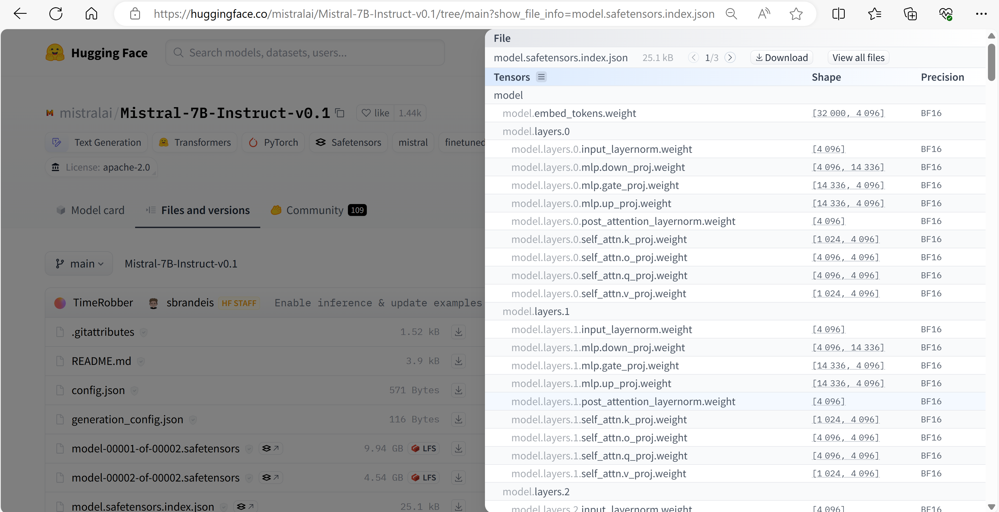 https://huggingface.co/mistralai/Mistral-7B-Instruct-v0.1/tree/main?show_file_info=model.safetensors.index.json
Hugging Face
Search models, datasets, users...
mistralai/Mistral-7B-Instruct-v0.1
like 1.44k
Text Generation Transformers PyTorch Safetensors mistral finetuned
License: apache-2.0
Model card Files and versions Community 109
main Mistral-7B-Instruct-v0.1
TimeRobber sbrandeis HF STAFF Enable inference & update examples
.gitattributes 1.52 kB
README.md 3.9 kB
config.json 571 Bytes
generation_config.json 116 Bytes
model-00001-of-00002.safetensors 9.94 GB LFS
model-00002-of-00002.safetensors 4.54 GB LFS
model.safetensors.index.json 25.1 kB
File
model.safetensors.index.json 25.1 kB 1/3 Download View all files
Tensors Shape Precision
model
model.embed_tokens.weight [32 000, 4 096] BF16
model.layers.0
model.layers.0.input_layernorm.weight [4 096] BF16
model.layers.0.mlp.down_proj.weight [4 096, 14 336] BF16
model.layers.0.mlp.gate_proj.weight [14 336, 4 096] BF16
model.layers.0.mlp.up_proj.weight [14 336, 4 096] BF16
model.layers.0.post_attention_layernorm.weight [4 096] BF16
model.layers.0.self_attn.k_proj.weight [1 024, 4 096] BF16
model.layers.0.self_attn.o_proj.weight [4 096, 4 096] BF16
model.layers.0.self_attn.q_proj.weight [4 096, 4 096] BF16
model.layers.0.self_attn.v_proj.weight [1 024, 4 096] BF16
model.layers.1
model.layers.1.input_layernorm.weight [4 096] BF16
model.layers.1.mlp.down_proj.weight [4 096, 14 336] BF16
model.layers.1.mlp.gate_proj.weight [14 336, 4 096] BF16
model.layers.1.mlp.up_proj.weight [14 336, 4 096] BF16
model.layers.1.post_attention_layernorm.weight [4 096] BF16
model.layers.1.self_attn.k_proj.weight [1 024, 4 096] BF16
model.layers.1.self_attn.o_proj.weight [4 096, 4 096] BF16
model.layers.1.self_attn.q_proj.weight [4 096, 4 096] BF16
model.layers.1.self_attn.v_proj.weight [1 024, 4 096] BF16
model.layers.2
model.layers.2.input_layernorm.weight [4 096] BF16